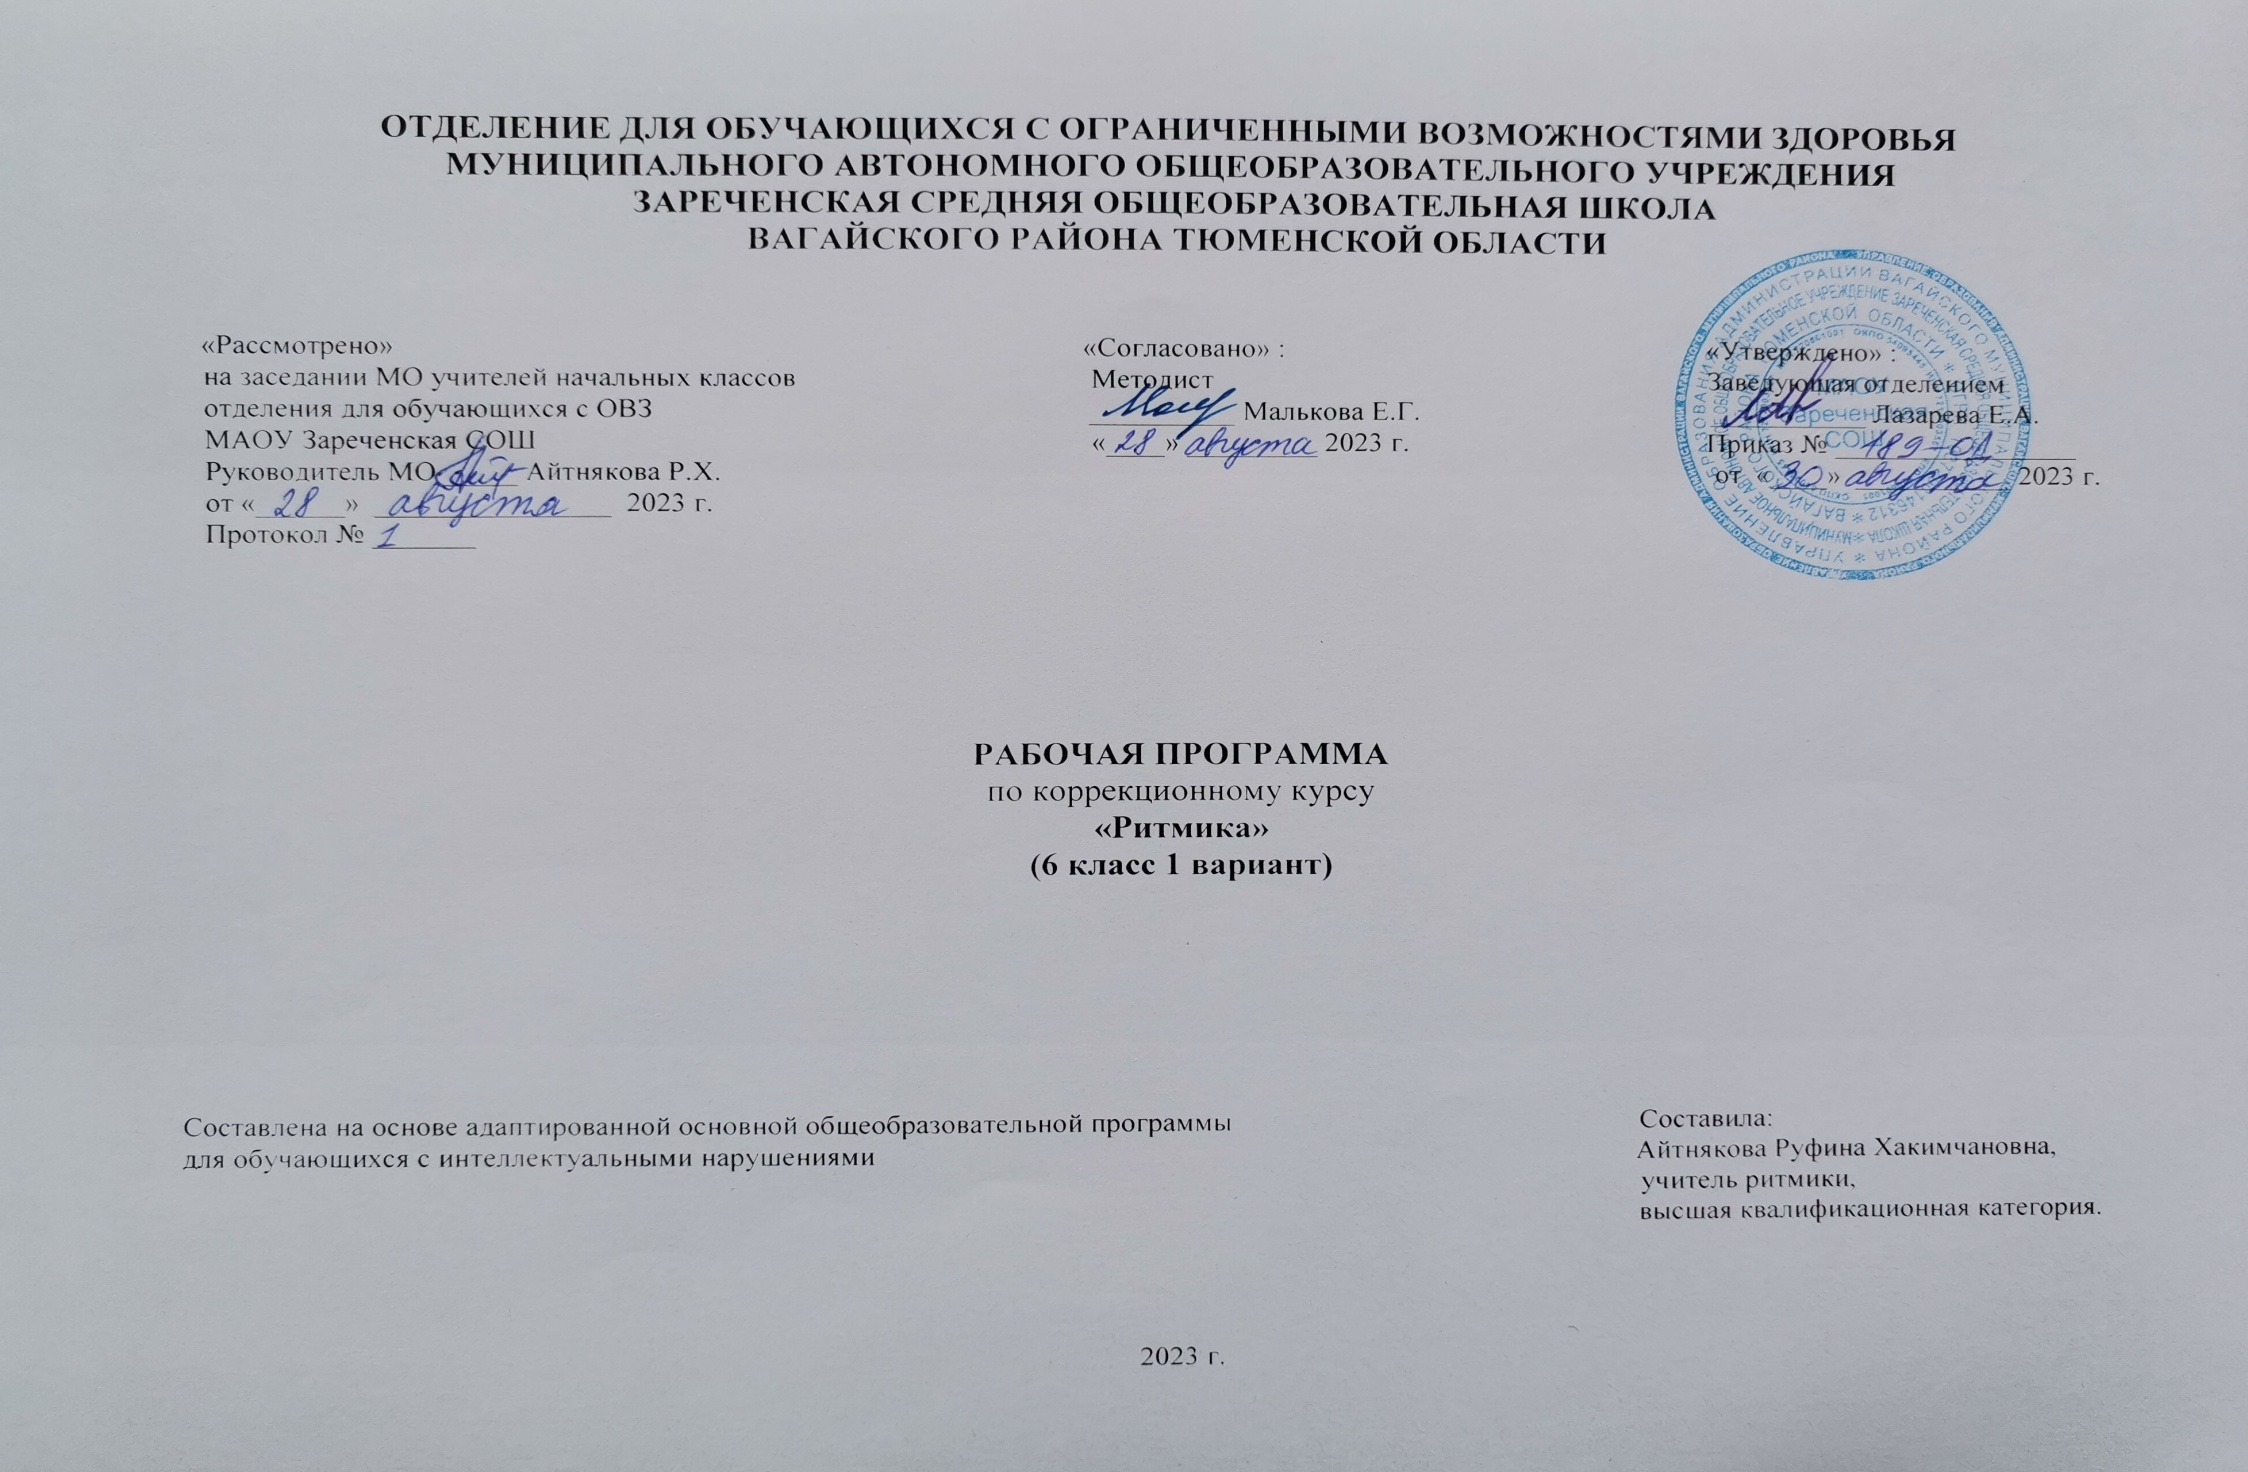 ОТДЕЛЕНИЕ ДЛЯ ОБУЧАЮЩИХСЯ С ОГРАНИЧЕННЫМИ ВОЗМОЖНОСТЯМИ ЗДОРОВЬЯ
МУНИЦИПАЛЬНОГО АВТОНОМНОГО ОБЩЕОБРАЗОВАТЕЛЬНОГО УЧРЕЖДЕНИЯ
ЗАРЕЧЕНСКАЯ СРЕДНЯЯ ОБЩЕОБРАЗОВАТЕЛЬНАЯ ШКОЛА
ВАГАЙСКОГО РАЙОНА ТЮМЕНСКОЙ ОБЛАСТИ
«Рассмотрено»
на заседании МО учителей начальных классов
отделения для обучающихся с ОВЗ
МАОУ Зареченская СОШ
Руководитель МО Айтнякова Р.Х.
от « 28 » августа 2023 г.
Протокол № 1
«Согласовано» :
Методист
Малькова Е.Г.
« 28 » августа 2023 г.
«Утверждено» :
Заведующая отделением
Лазарева Е.А.
Приказ № 189-ОД
от « 30 » августа 2023 г.
МАОУ
Зареченская
СОШ
РАБОЧАЯ ПРОГРАММА
по коррекционному курсу
«Ритмика»
(6 класс 1 вариант)
Составлена на основе адаптированной основной общеобразовательной программы
для обучающихся с интеллектуальными нарушениями
Составила:
Айтнякова Руфина Хакимчановна,
учитель ритмики,
высшая квалификационная категория.
2023 г.